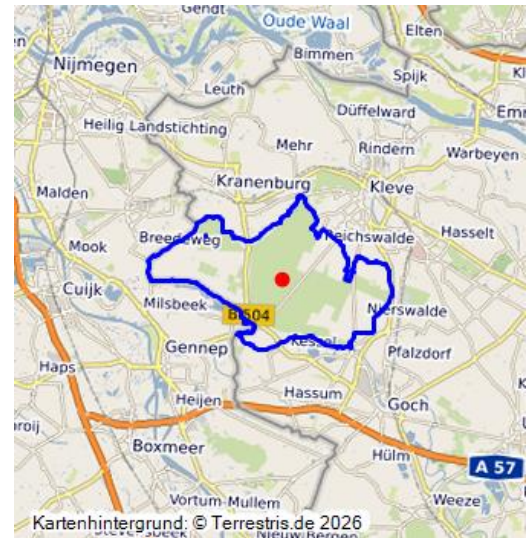 Gendt
Oude Waal
Elten
Nijmegen
Bimmen
Spijk
Leuth
Düffelward
Heilig Landstichting
Mehr
Rindern
Warbeyen
Malden
Kranenburg
Kleve
Mook
Breedeweg
eichswalde
Hasselt
Cuijk
Milsbeek
B 504
Nierswalde
Kessel
Gennep
Pfalzdorf
Haps
Heijen
Hassum
Goch
Boxmeer
Hülm
A 57
Vortum-Mullem
Weeze
Kartenhintergrund: © Terrestris.de 2026